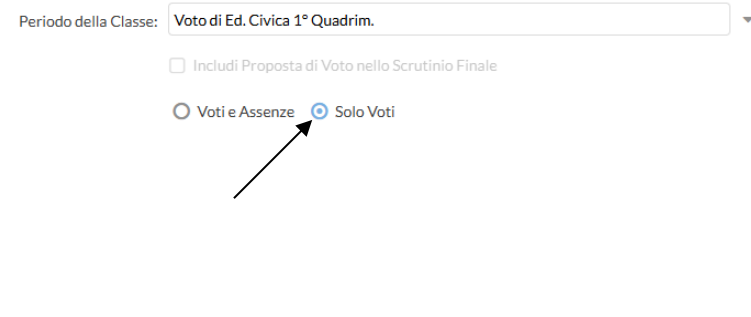 Periodo della Classe: Voto di Ed. Civica 1° Quadrim.
Includi Proposta di Voto nello Scrutinio Finale
Voti e Assenze Solo Voti